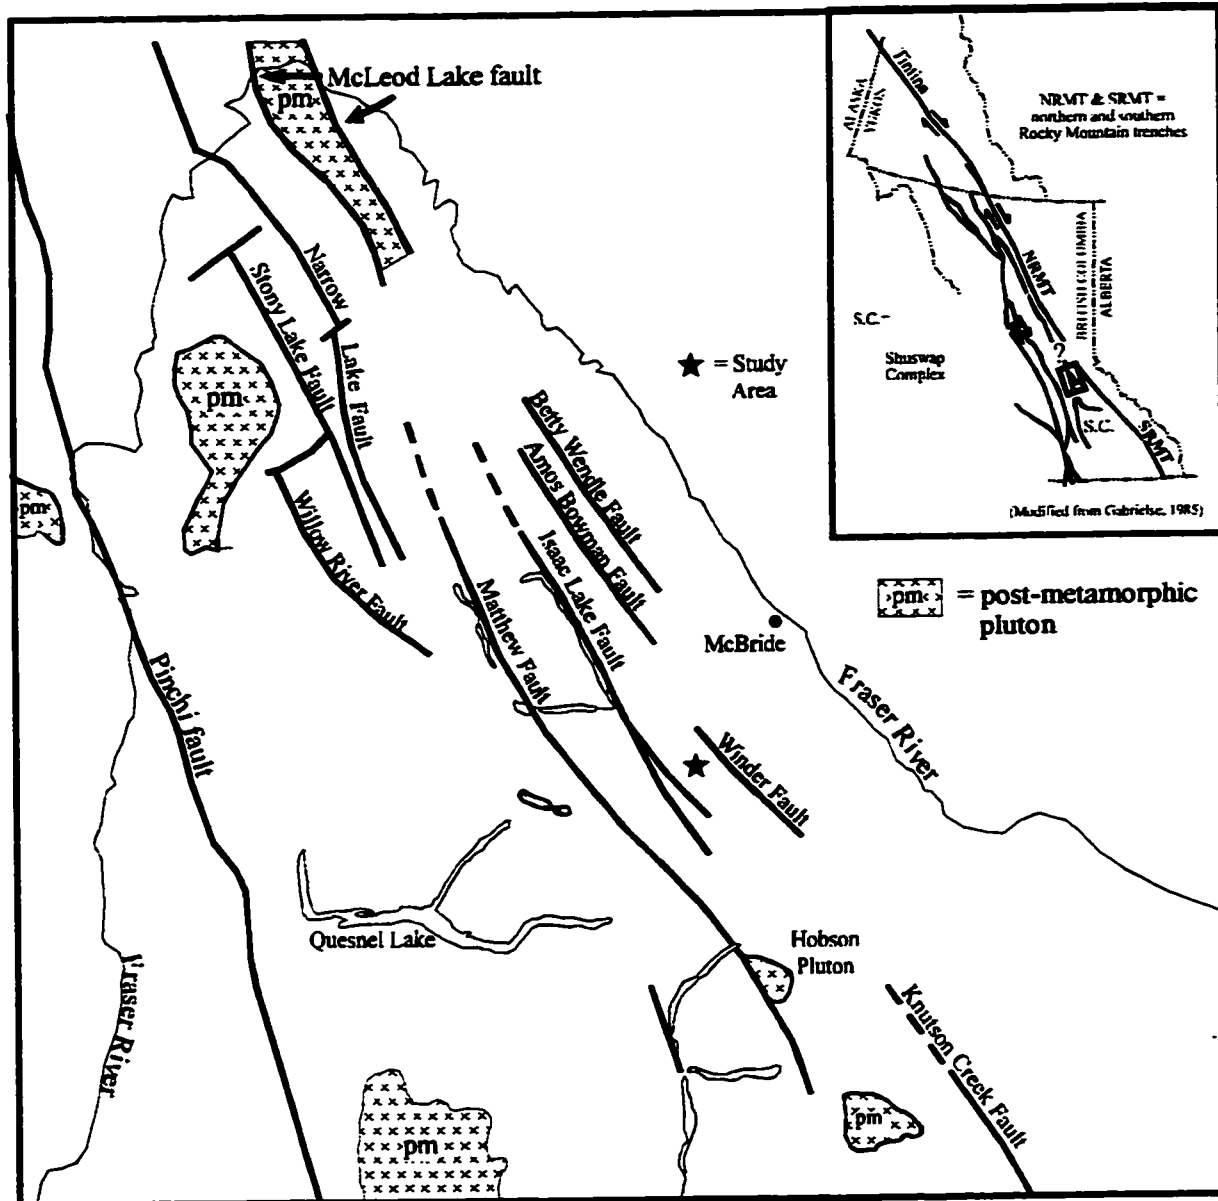 McLeod Lake fault
pm
Narrow
Lake Fault
Stony Lake Fault
pm
pm
Willow River Fault
Pinchi fault
Matthew Fault
Isaac Lake Fault
Betty Wendle Fault
Amos Bowman Fault
= Study
Area
McBride
Fraser River
Winder Fault
Quesnel Lake
Hobson
Pluton
Fraser River
pm
pm
Knutson Creek Fault
Tintina
ALASKA
YUKON
NRMT & SRMT =
northern and southern
Rocky Mountain trenches
NRMT
BRITISH COLUMBIA
ALBERTA
S.C.=
Shuswap
Complex
?
S.C.
SRMT
(Modified from Gabrielse, 1985)
pm
= post-metamorphic
pluton